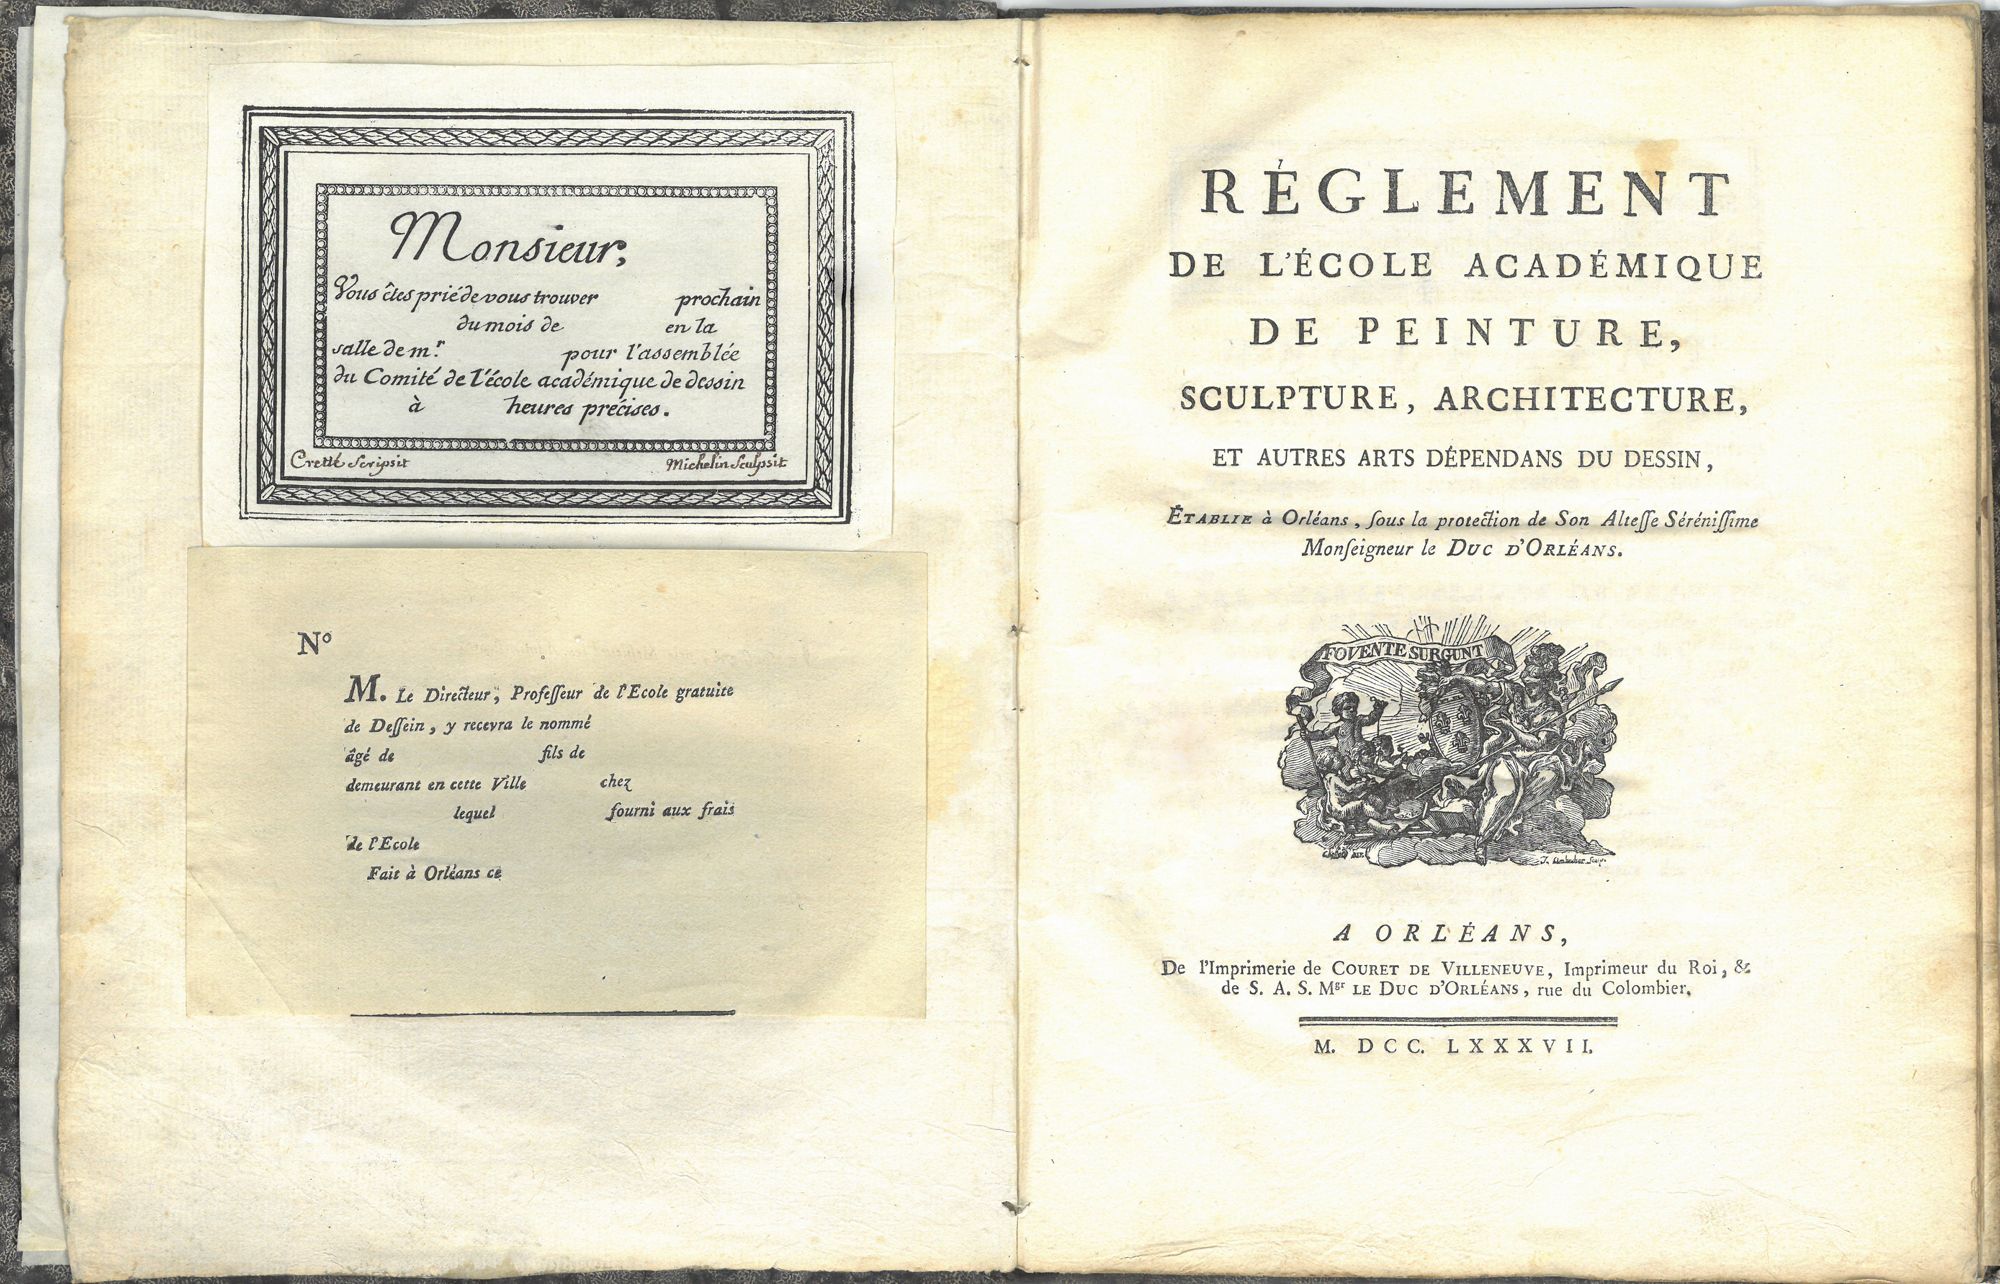 Monsieur,
Vous êtes prié de vous trouver prochain
du mois de en la
salle de m.r pour l'assemblée
du Comité de l'école académique de dessin
à heures précises.
Cretté Scripsit Michelin Sculpsit
No
M. Le Directeur, Professeur de l'Ecole gratuite
de Dessein, y recevra le nommé
âgé de fils de
demeurant en cette Ville chez
lequel fourni aux frais
de l'Ecole
Fait à Orléans ce
RÉGLEMENT
DE L'ÉCOLE ACADÉMIQUE
DE PEINTURE,
SCULPTURE, ARCHITECTURE,
ET AUTRES ARTS DÉPENDANS DU DESSIN,
ÉTABLIE à Orléans, sous la protection de Son Altesse Sérénissime
Monseigneur le DUC D'ORLÉANS.
FOVENTE SURGUNT
A ORLÉANS,
De l'Imprimerie de COURET DE VILLENEUVE, Imprimeur du Roi, &
de S. A. S. Mgr LE DUC D'ORLÉANS, rue du Colombier.
M. DCC. LXXXVII.